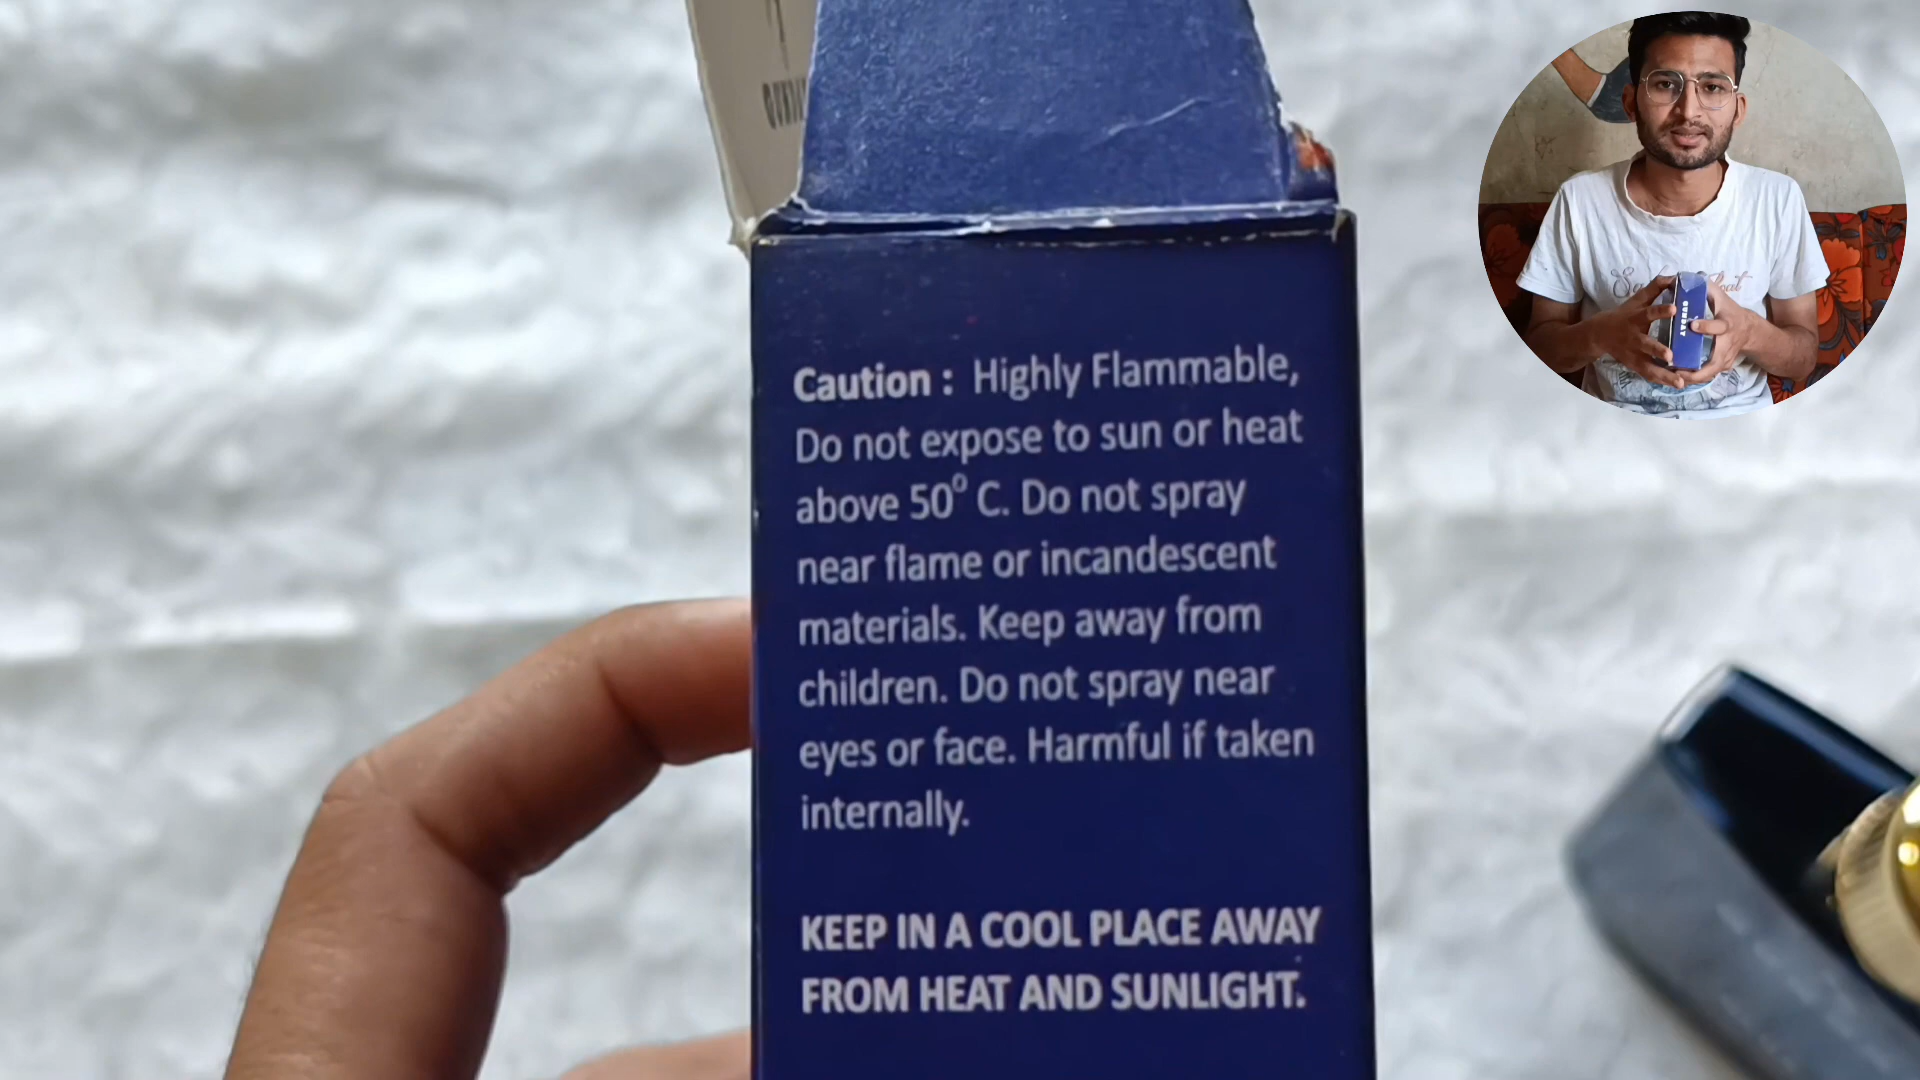 Caution : Highly Flammable,
Do not expose to sun or heat
above 50⁰ C. Do not spray
near flame or incandescent
materials. Keep away from
children. Do not spray near
eyes or face. Harmful if taken
internally.
KEEP IN A COOL PLACE AWAY
FROM HEAT AND SUNLIGHT.
SUNDAY